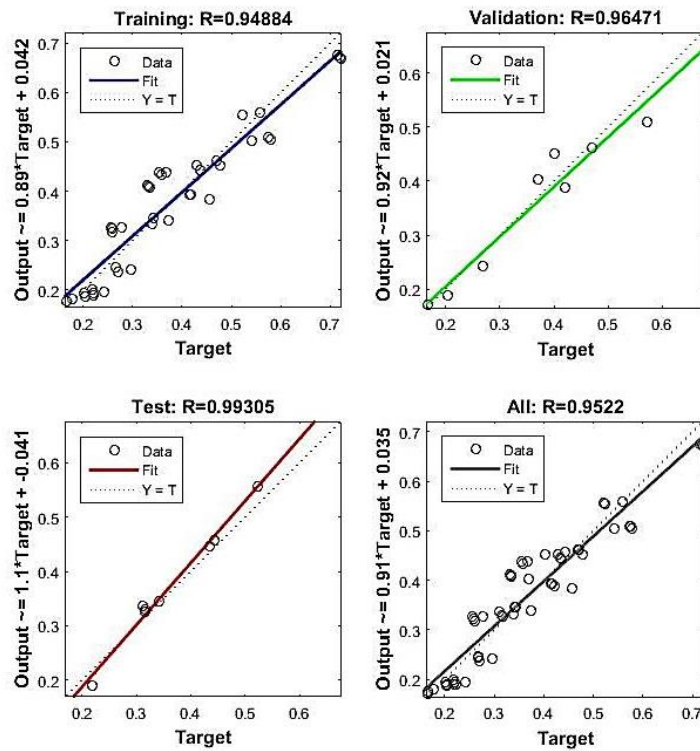 Training: R=0.94884
Output ~= 0.89*Target + 0.042
Data
Fit
Y = T
0.7
0.6
0.5
0.4
0.3
0.2
0.2 0.3 0.4 0.5 0.6 0.7
Target
Validation: R=0.96471
Output ~= 0.92*Target + 0.021
Data
Fit
Y = T
0.6
0.5
0.4
0.3
0.2
0.2 0.3 0.4 0.5 0.6
Target
Test: R=0.99305
Output ~= 1.1*Target + -0.041
Data
Fit
Y = T
0.6
0.5
0.4
0.3
0.2
0.2 0.3 0.4 0.5 0.6
Target
All: R=0.9522
Output ~= 0.91*Target + 0.035
Data
Fit
Y = T
0.7
0.6
0.5
0.4
0.3
0.2
0.2 0.3 0.4 0.5 0.6 0.7
Target